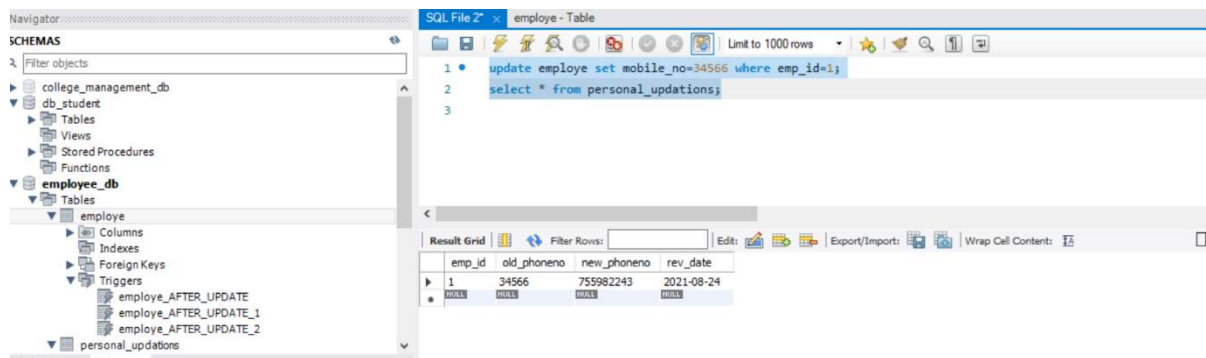 Navigator
SCHEMAS
Filter objects
college_management_db
db_student
Tables
Views
Stored Procedures
Functions
employee_db
Tables
employe
Columns
Indexes
Foreign Keys
Triggers
employe_AFTER_UPDATE
employe_AFTER_UPDATE_1
employe_AFTER_UPDATE_2
personal_updations
SQL File 2* × employe - Table
Limit to 1000 rows
1 update employe set mobile_no=34566 where emp_id=1;
2 select * from personal_updations;
3
Result Grid Filter Rows: Edit: Export/Import: Wrap Cell Content:
emp_id old_phoneno new_phoneno rev_date
1 34566 755982243 2021-08-24
NULL NULL NULL NULL